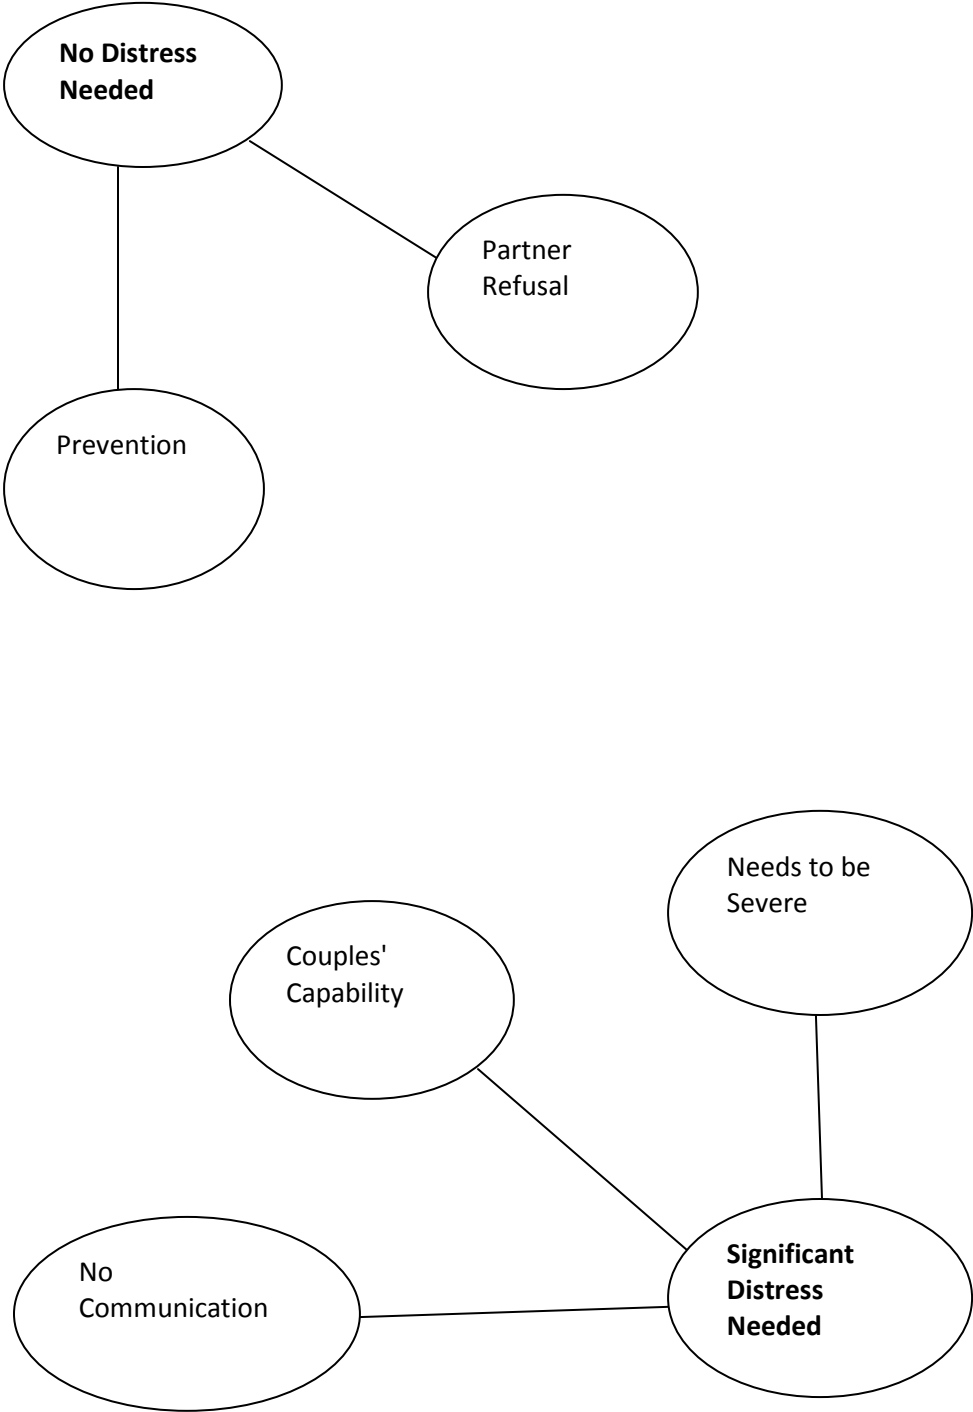 No Distress
Needed
Partner
Refusal
Prevention
Needs to be
Severe
Couples'
Capability
Significant
Distress
Needed
No
Communication